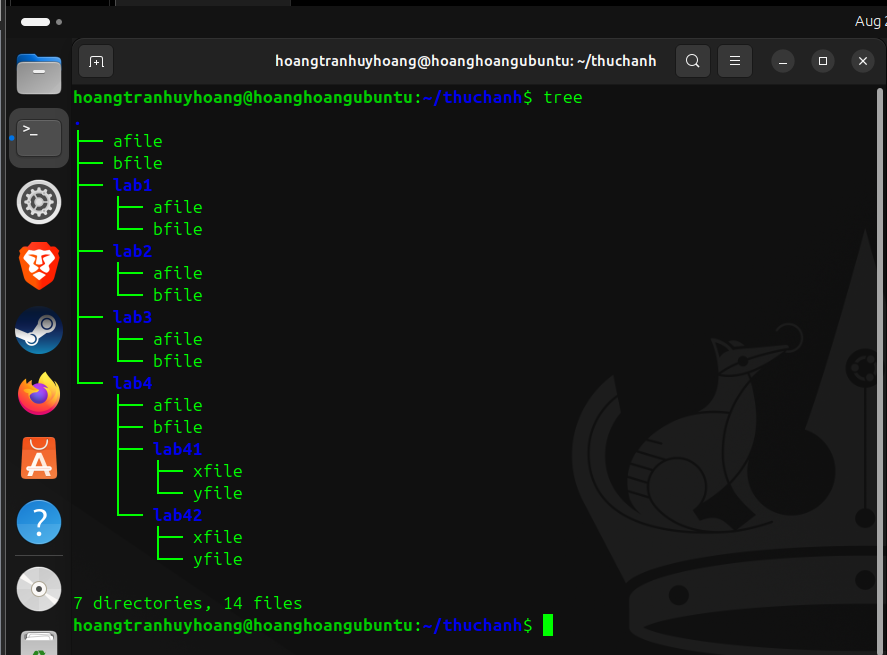 Aug 2
hoangtranhuyhoang@hoanghoangubuntu: ~/thuchanh
hoangtranhuyhoang@hoanghoangubuntu:~/thuchanh$ tree
.
├── afile
├── bfile
├── lab1
│   ├── afile
│   └── bfile
├── lab2
│   ├── afile
│   └── bfile
├── lab3
│   ├── afile
│   └── bfile
└── lab4
    ├── afile
    ├── bfile
    ├── lab41
    │   ├── xfile
    │   └── yfile
    └── lab42
        ├── xfile
        └── yfile
7 directories, 14 files
hoangtranhuyhoang@hoanghoangubuntu:~/thuchanh$